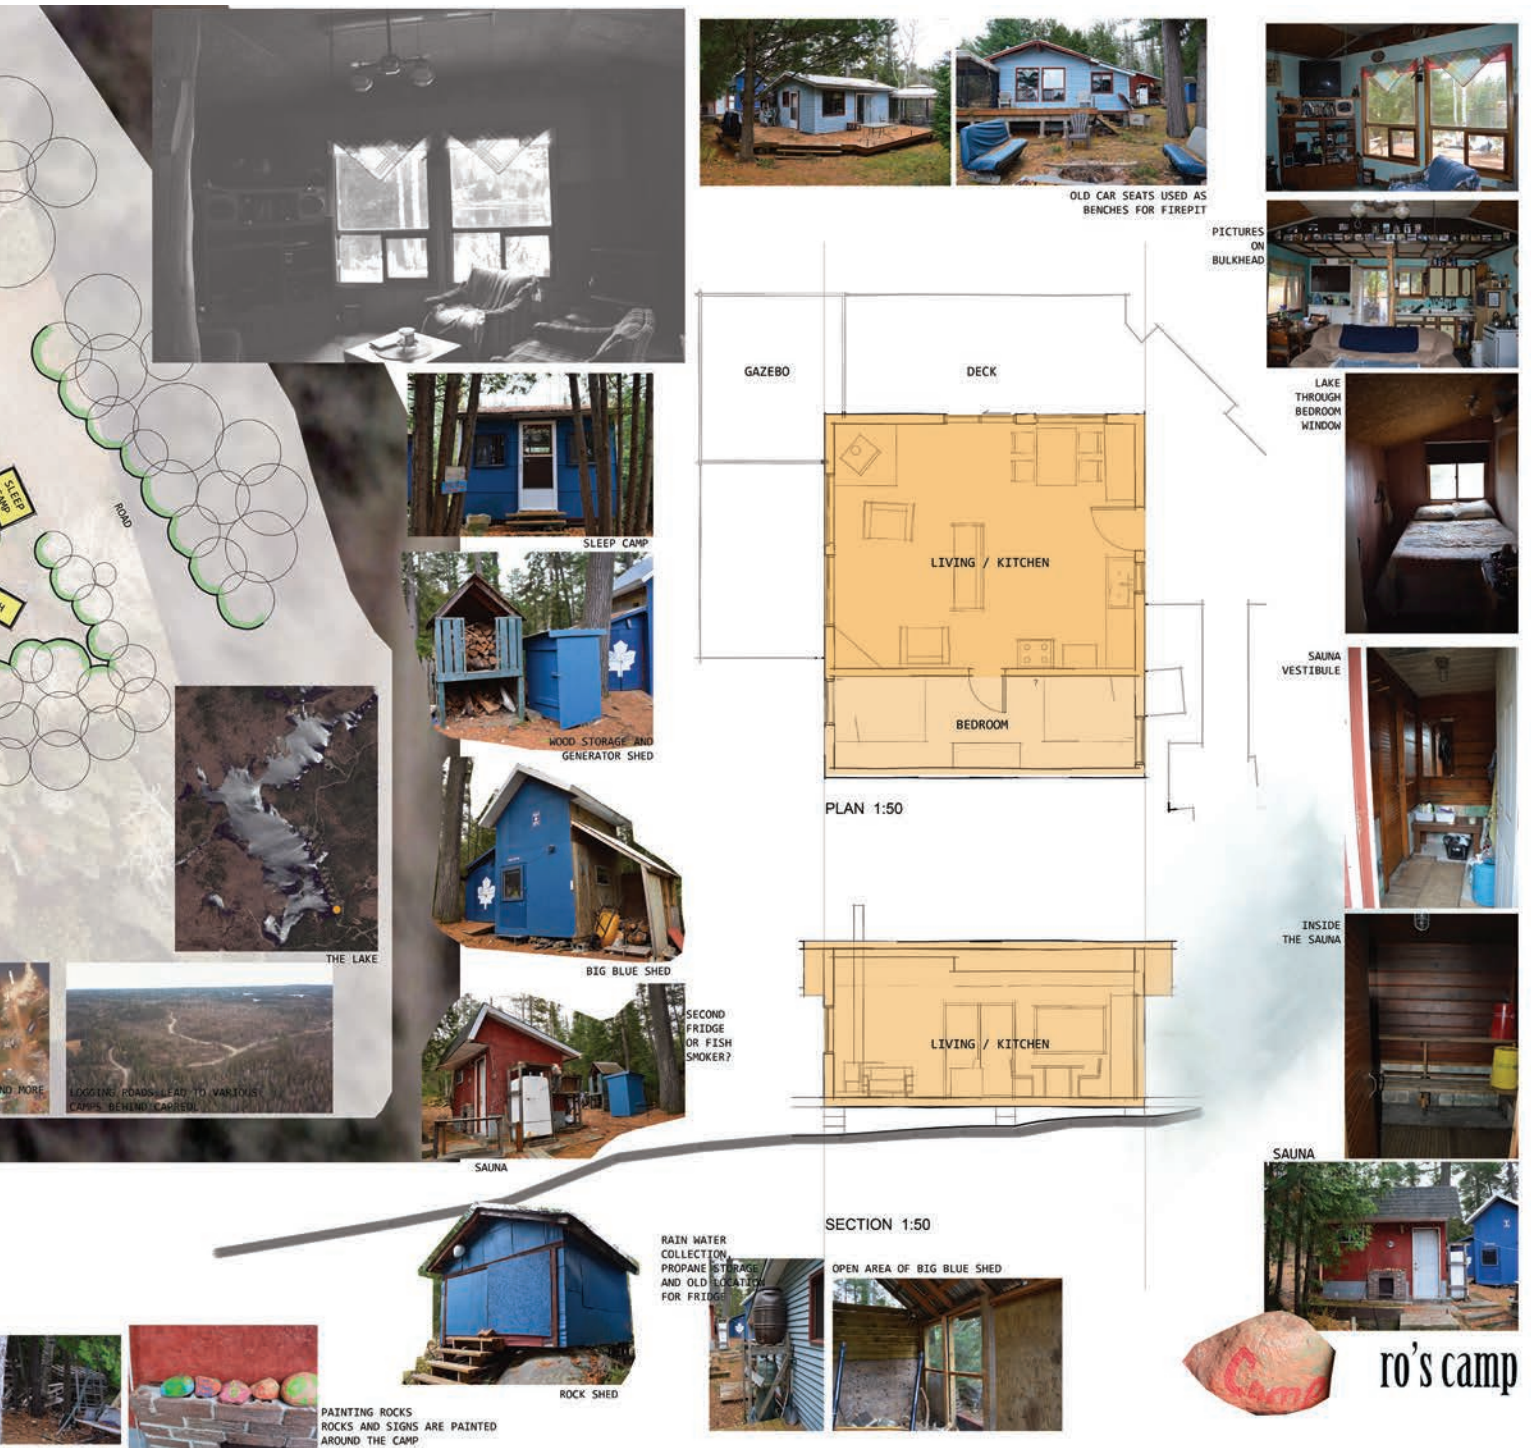 OLD CAR SEATS USED AS
BENCHES FOR FIREPIT
PICTURES
ON
BULKHEAD
GAZEBO
DECK
LAKE
THROUGH
BEDROOM
WINDOW
SLEEP
CAMP
ROAD
SLEEP CAMP
LIVING / KITCHEN
SAUNA
VESTIBULE
?
BEDROOM
WOOD STORAGE AND
GENERATOR SHED
PLAN 1:50
THE LAKE
BIG BLUE SHED
INSIDE
THE SAUNA
SECOND
FRIDGE
OR FISH
SMOKER?
LIVING / KITCHEN
ND MORE
LOGGING ROADS LEAD TO VARIOUS
CAMPS BEHIND CAPREOL
SAUNA
SAUNA
SECTION 1:50
RAIN WATER
COLLECTION,
PROPANE STORAGE
AND OLD LOCATION
FOR FRIDGE
OPEN AREA OF BIG BLUE SHED
ROCK SHED
Camp
ro's camp
PAINTING ROCKS
ROCKS AND SIGNS ARE PAINTED
AROUND THE CAMP